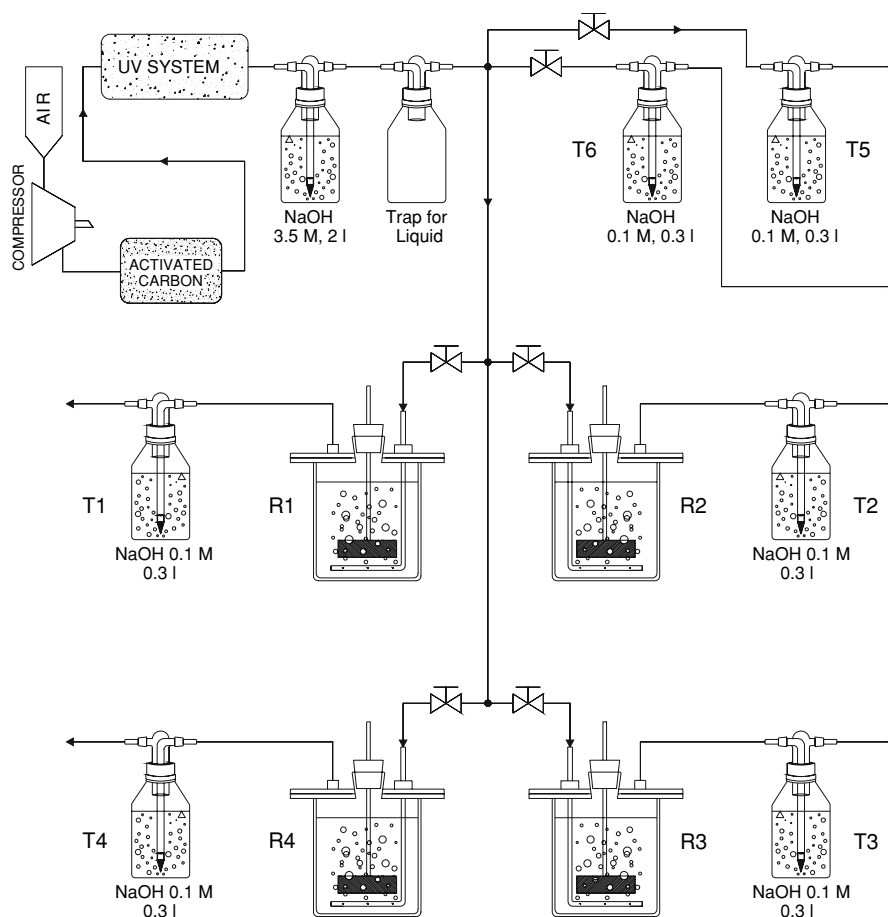 AIR
COMPRESSOR
UV SYSTEM
ACTIVATED
CARBON
NaOH
3.5 M, 2 l
Trap for
Liquid
T6
NaOH
0.1 M, 0.3 l
T5
NaOH
0.1 M, 0.3 l
T1
NaOH 0.1 M
0.3 l
R1
R2
T2
NaOH 0.1 M
0.3 l
T4
NaOH 0.1 M
0.3 l
R4
R3
T3
NaOH 0.1 M
0.3 l